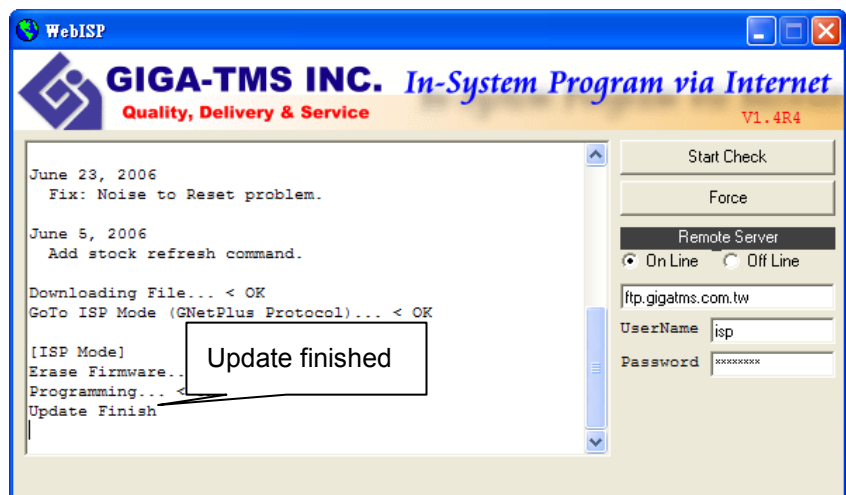 WebISP
GIGA-TMS INC.
Quality, Delivery & Service
In-System Program via Internet
V1.4R4
June 23, 2006
Fix: Noise to Reset problem.
June 5, 2006
Add stock refresh command.
Downloading File... < OK
GoTo ISP Mode (GNetPlus Protocol)... < OK
[ISP Mode]
Erase Firmware..
Programming... <
Update Finish
Update finished
Start Check
Force
Remote Server
On Line Off Line
ftp.gigatms.com.tw
UserName isp
Password ××××××××